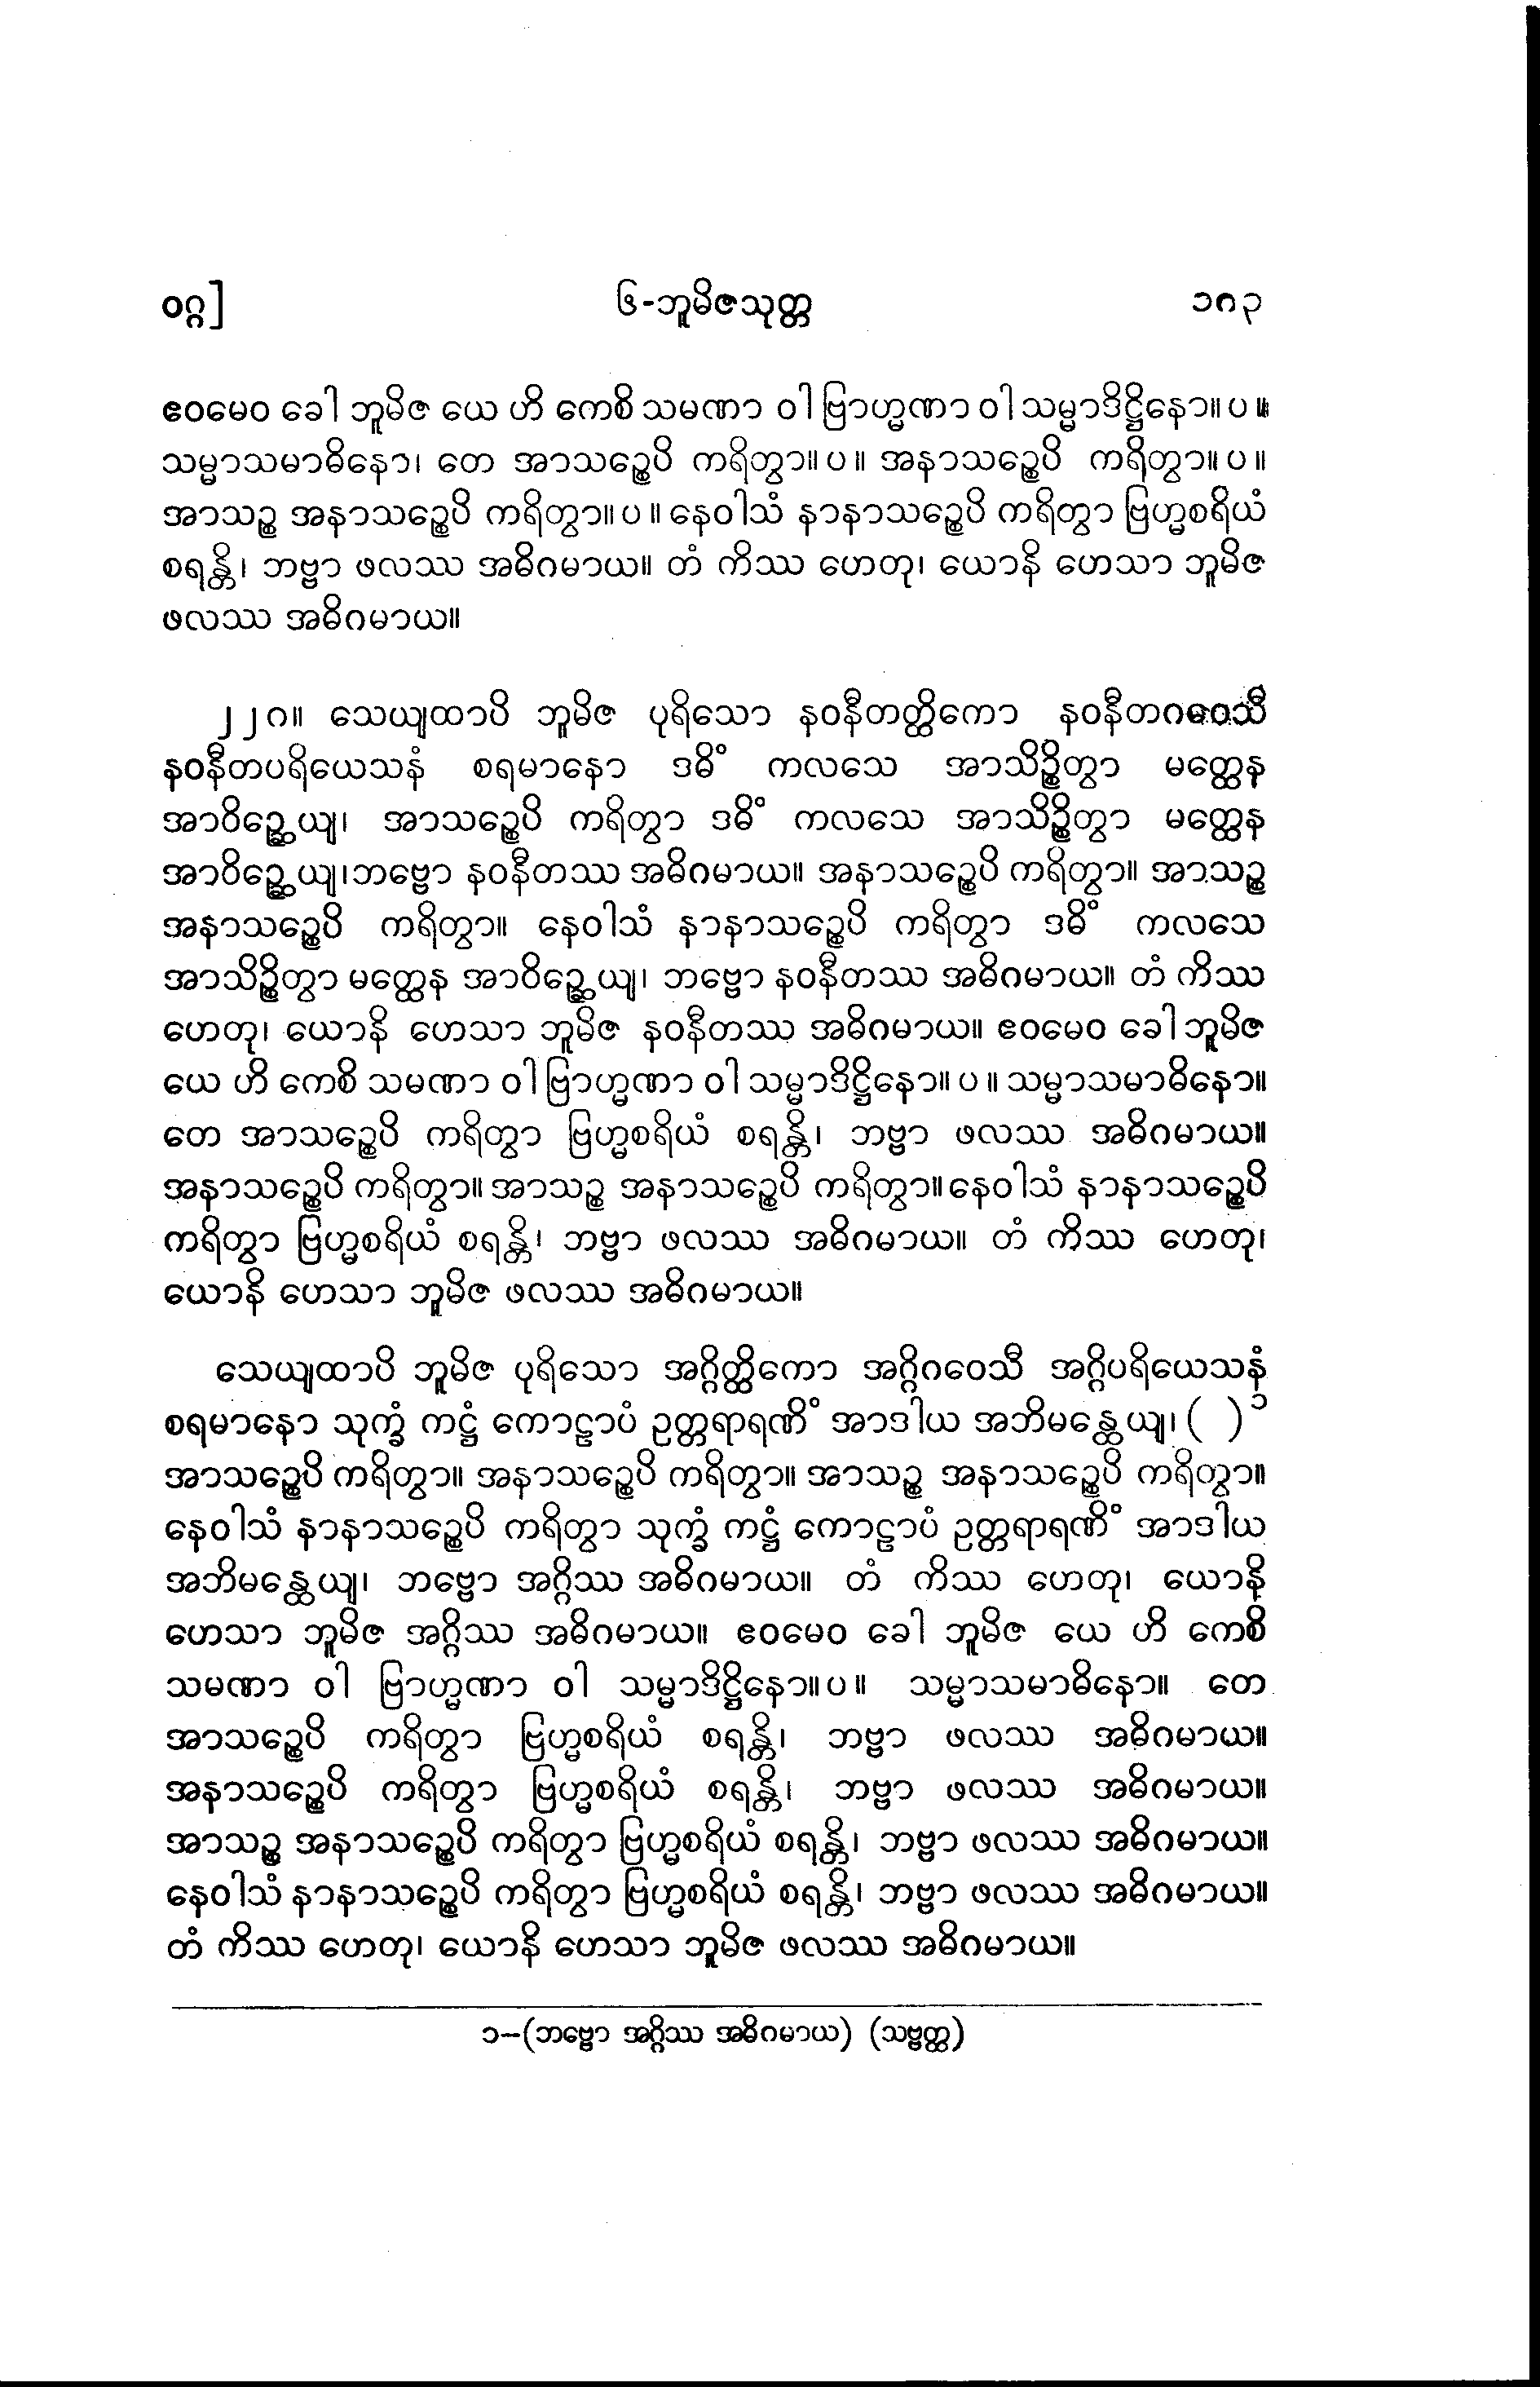 ဝဂ္ဂ]
၆-ဘူမိဇသုတ္တ
၁၈၃
ဧဝမေဝ ခေါ ဘူမိဇ ယေ ဟိ ကေစိ သမဏာ ဝါ ဗြာဟ္မဏာ ဝါ သမ္မာဒိဋ္ဌိနော။ ပ ။
သမ္မာသမာဓိနော၊ တေ အာသဉ္စေပိ ကရိတွာ။ ပ ။ အနာသဉ္စေပိ ကရိတွာ။ ပ ။
အာသဉ္စ အနာသဉ္စေပိ ကရိတွာ။ ပ ။ နေဝါသံ နာနာသဉ္စေပိ ကရိတွာ ဗြဟ္မစရိယံ
စရန္တိ၊ ဘဗ္ဗာ ဖလဿ အဓိဂမာယ။ တံ ကိဿ ဟေတု၊ ယောနိ ဟေသာ ဘူမိဇ
ဖလဿ အဓိဂမာယ။
၂၂၈။ သေယျထာပိ ဘူမိဇ ပုရိသော နဝနီတတ္ထိကော နဝနီတဂဝေသီ
နဝနီတပရိယေသနံ စရမာနော ဒဓိံ ကလသေ အာသိဉ္စိတွာ မတ္ထေန
အာဝိဉ္ဆေယျ၊ အာသဉ္စေပိ ကရိတွာ ဒဓိံ ကလသေ အာသိဉ္စိတွာ မတ္ထေန
အာဝိဉ္ဆေယျ၊ဘဗ္ဗော နဝနီတဿ အဓိဂမာယ။ အနာသဉ္စေပိ ကရိတွာ။ အာသဉ္စ
အနာသဉ္စေပိ ကရိတွာ။ နေဝါသံ နာနာသဉ္စေပိ ကရိတွာ ဒဓိံ ကလသေ
အာသိဉ္စိတွာ မတ္ထေန အာဝိဉ္ဆေယျ၊ ဘဗ္ဗော နဝနီတဿ အဓိဂမာယ။ တံ ကိဿ
ဟေတု၊ ယောနိ ဟေသာ ဘူမိဇ နဝနီတဿ အဓိဂမာယ။ ဧဝမေဝ ခေါ ဘူမိဇ
ယေ ဟိ ကေစိ သမဏာ ဝါ ဗြာဟ္မဏာ ဝါ သမ္မာဒိဋ္ဌိနော။ ပ ။ သမ္မာသမာဓိနော။
တေ အာသဉ္စေပိ ကရိတွာ ဗြဟ္မစရိယံ စရန္တိ၊ ဘဗ္ဗာ ဖလဿ အဓိဂမာယ။
အနာသဉ္စေပိ ကရိတွာ။ အာသဉ္စ အနာသဉ္စေပိ ကရိတွာ။ နေဝါသံ နာနာသဉ္စေပိ
ကရိတွာ ဗြဟ္မစရိယံ စရန္တိ၊ ဘဗ္ဗာ ဖလဿ အဓိဂမာယ။ တံ ကိဿ ဟေတု၊
ယောနိ ဟေသာ ဘူမိဇ ဖလဿ အဓိဂမာယ။
သေယျထာပိ ဘူမိဇ ပုရိသော အဂ္ဂိတ္ထိကော အဂ္ဂိဂဝေသီ အဂ္ဂိပရိယေသနံ
စရမာနော သုက္ခံ ကဋ္ဌံ ကောဠာပံ ဥတ္တရာရဏိံ အာဒါယ အဘိမန္ထေယျ၊ ( )၁
အာသဉ္စေပိ ကရိတွာ။ အနာသဉ္စေပိ ကရိတွာ။ အာသဉ္စ အနာသဉ္စေပိ ကရိတွာ။
နေဝါသံ နာနာသဉ္စေပိ ကရိတွာ သုက္ခံ ကဋ္ဌံ ကောဠာပံ ဥတ္တရာရဏိံ အာဒါယ
အဘိမန္ထေယျ၊ ဘဗ္ဗော အဂ္ဂိဿ အဓိဂမာယ။ တံ ကိဿ ဟေတု၊ ယောနိ
ဟေသာ ဘူမိဇ အဂ္ဂိဿ အဓိဂမာယ။ ဧဝမေဝ ခေါ ဘူမိဇ ယေ ဟိ ကေစိ
သမဏာ ဝါ ဗြာဟ္မဏာ ဝါ သမ္မာဒိဋ္ဌိနော။ ပ ။ သမ္မာသမာဓိနော။ တေ
အာသဉ္စေပိ ကရိတွာ ဗြဟ္မစရိယံ စရန္တိ၊ ဘဗ္ဗာ ဖလဿ အဓိဂမာယ။
အနာသဉ္စေပိ ကရိတွာ ဗြဟ္မစရိယံ စရန္တိ၊ ဘဗ္ဗာ ဖလဿ အဓိဂမာယ။
အာသဉ္စ အနာသဉ္စေပိ ကရိတွာ ဗြဟ္မစရိယံ စရန္တိ၊ ဘဗ္ဗာ ဖလဿ အဓိဂမာယ။
နေဝါသံ နာနာသဉ္စေပိ ကရိတွာ ဗြဟ္မစရိယံ စရန္တိ၊ ဘဗ္ဗာ ဖလဿ အဓိဂမာယ။
တံ ကိဿ ဟေတု၊ ယောနိ ဟေသာ ဘူမိဇ ဖလဿ အဓိဂမာယ။
၁-(ဘဗ္ဗော အဂ္ဂိဿ အဓိဂမာယ) (သဗ္ဗတ္ထ)